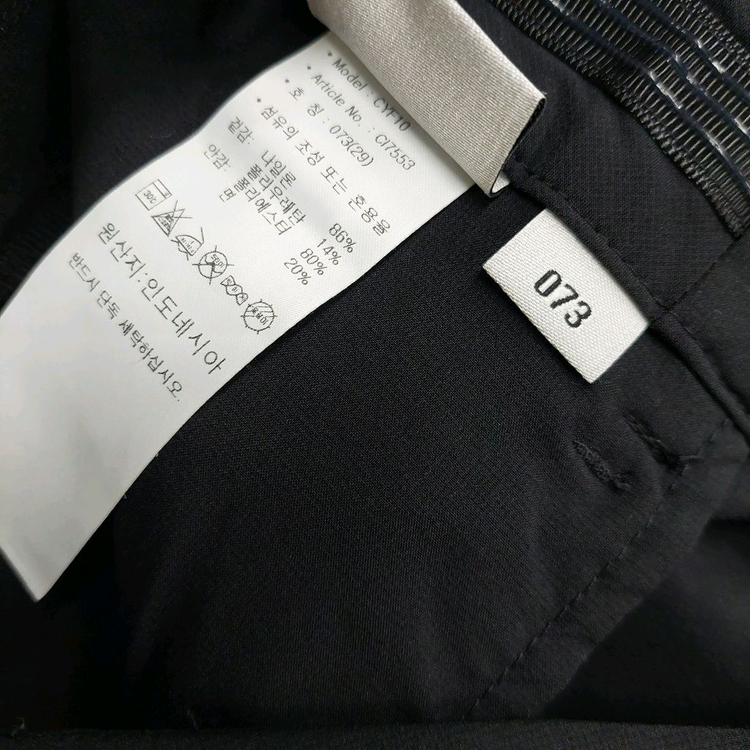 • Model : CYF10
• Article No. : CI7553
• 호 칭 : 073(29)
• 섬유의 조성 또는 혼용율
겉감: 나일론 86%
폴리우레탄 14%
안감: 폴리에스터 80%
면 20%
30℃
원산지:인도네시아
반드시 단독 세탁하십시오.
073